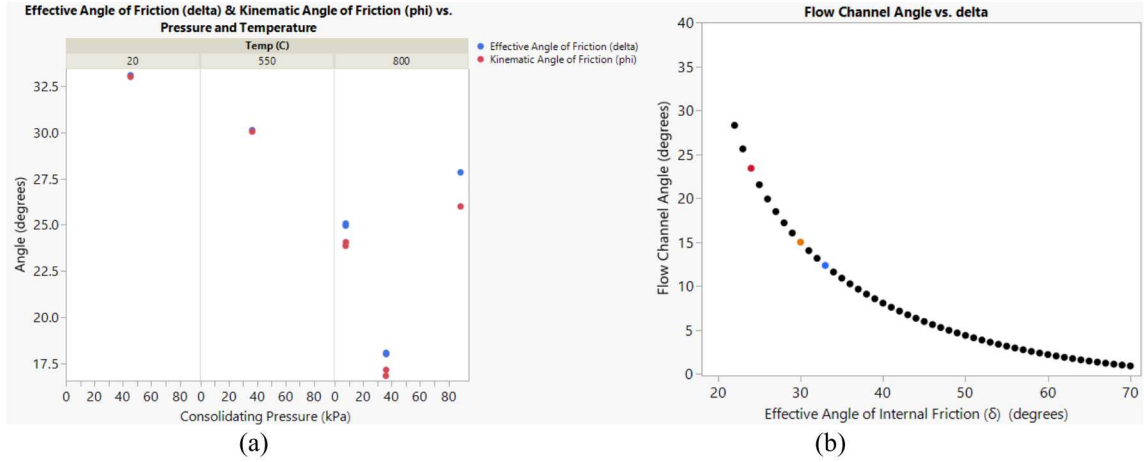 Effective Angle of Friction (delta) & Kinematic Angle of Friction (phi) vs.
Pressure and Temperature
Temp (C)
20 550 800
Effective Angle of Friction (delta)
Kinematic Angle of Friction (phi)
Angle (degrees)
32.5
30.0
27.5
25.0
22.5
20.0
17.5
0 20 40 60 80 0 20 40 60 80 0 20 40 60 80
Consolidating Pressure (kPa)
(a)
Flow Channel Angle vs. delta
Flow Channel Angle (degrees)
40
35
30
25
20
15
10
5
0
20 30 40 50 60 70
Effective Angle of Internal Friction (δ) (degrees)
(b)